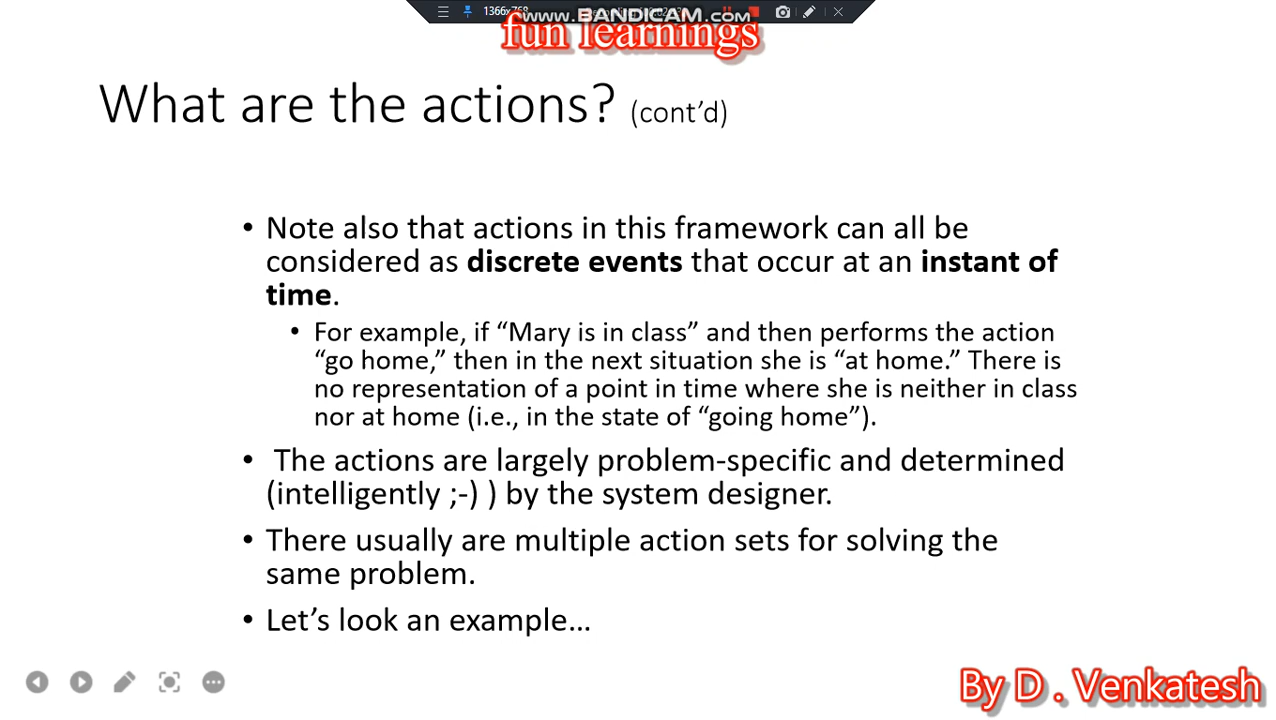 1366x768
www.BANDICAM.com
fun learnings
What are the actions? (cont’d)
• Note also that actions in this framework can all be
considered as discrete events that occur at an instant of
time.
• For example, if “Mary is in class” and then performs the action
“go home,” then in the next situation she is “at home.” There is
no representation of a point in time where she is neither in class
nor at home (i.e., in the state of “going home”).
• The actions are largely problem-specific and determined
(intelligently ;-) ) by the system designer.
• There usually are multiple action sets for solving the
same problem.
• Let’s look an example…
By D . Venkatesh